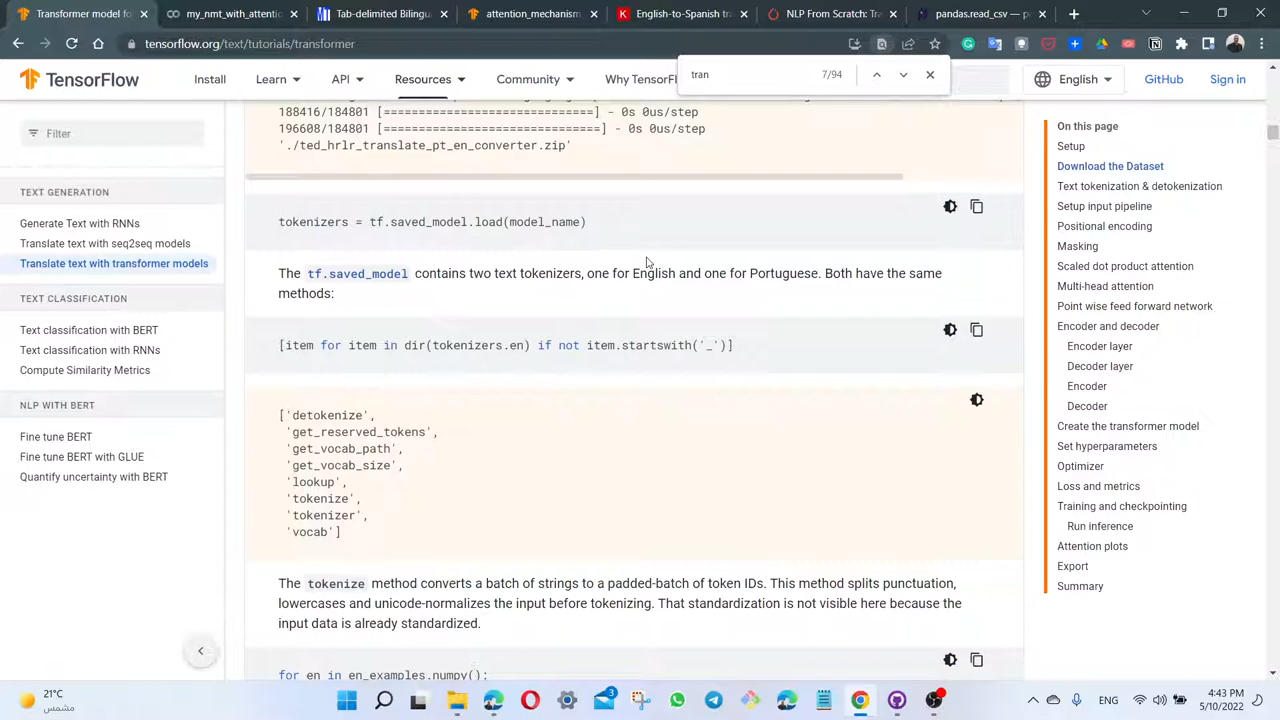 Transformer model fo
my_nmt_with_attentic
Tab-delimited Bilingu
attention_mechanism
English-to-Spanish tra
NLP From Scratch: Tra
pandas.read_csv — p
tensorflow.org/text/tutorials/transformer
TensorFlow
Install
Learn
API
Resources
Community
Why TensorFl
tran
7/94
English
GitHub
Sign in
Filter
TEXT GENERATION
Generate Text with RNNs
Translate text with seq2seq models
Translate text with transformer models
TEXT CLASSIFICATION
Text classification with BERT
Text classification with RNNs
Compute Similarity Metrics
NLP WITH BERT
Fine tune BERT
Fine tune BERT with GLUE
Quantify uncertainty with BERT
188416/184801 [==============================] - 0s 0us/step
196608/184801 [===============================] - 0s 0us/step
'./ted_hrlr_translate_pt_en_converter.zip'
tokenizers = tf.saved_model.load(model_name)
The tf.saved_model contains two text tokenizers, one for English and one for Portuguese. Both have the same
methods:
[item for item in dir(tokenizers.en) if not item.startswith('_')]
['detokenize',
'get_reserved_tokens',
'get_vocab_path',
'get_vocab_size',
'lookup',
'tokenize',
'tokenizer',
'vocab']
The tokenize method converts a batch of strings to a padded-batch of token IDs. This method splits punctuation,
lowercases and unicode-normalizes the input before tokenizing. That standardization is not visible here because the
input data is already standardized.
for en in en_examples.numpy():
On this page
Setup
Download the Dataset
Text tokenization & detokenization
Setup input pipeline
Positional encoding
Masking
Scaled dot product attention
Multi-head attention
Point wise feed forward network
Encoder and decoder
Encoder layer
Decoder layer
Encoder
Decoder
Create the transformer model
Set hyperparameters
Optimizer
Loss and metrics
Training and checkpointing
Run inference
Attention plots
Export
Summary
21°C
مشمس
3
ENG
4:43 PM
5/10/2022